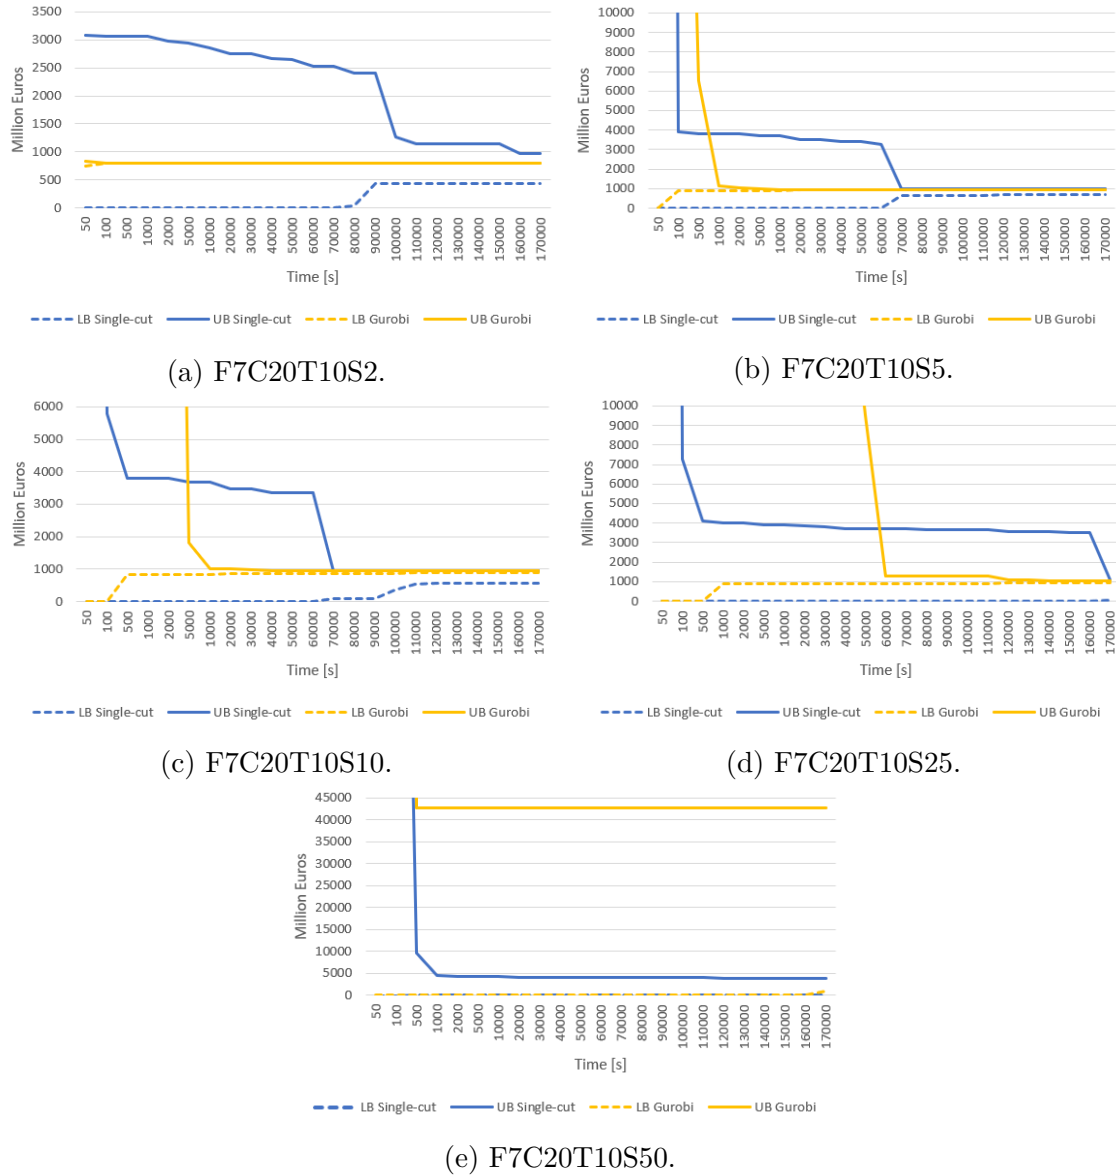 3500
3000
2500
2000
1500
1000
500
0
Million Euros
50 100 500 1000 2000 5000 10000 20000 30000 40000 50000 60000 70000 80000 90000 100000 110000 120000 130000 140000 150000 160000 170000
Time [s]
LB Single-cut UB Single-cut LB Gurobi UB Gurobi
(a) F7C20T10S2.
10000
9000
8000
7000
6000
5000
4000
3000
2000
1000
0
Million Euros
50 100 500 1000 2000 5000 10000 20000 30000 40000 50000 60000 70000 80000 90000 100000 110000 120000 130000 140000 150000 160000 170000
Time [s]
LB Single-cut UB Single-cut LB Gurobi UB Gurobi
(b) F7C20T10S5.
6000
5000
4000
3000
2000
1000
0
Million Euros
50 100 500 1000 2000 5000 10000 20000 30000 40000 50000 60000 70000 80000 90000 100000 110000 120000 130000 140000 150000 160000 170000
Time [s]
LB Single-cut UB Single-cut LB Gurobi UB Gurobi
(c) F7C20T10S10.
10000
9000
8000
7000
6000
5000
4000
3000
2000
1000
0
Million Euros
50 100 500 1000 2000 5000 10000 20000 30000 40000 50000 60000 70000 80000 90000 100000 110000 120000 130000 140000 150000 160000 170000
Time [s]
LB Single-cut UB Single-cut LB Gurobi UB Gurobi
(d) F7C20T10S25.
45000
40000
35000
30000
25000
20000
15000
10000
5000
0
Million Euros
50 100 500 1000 2000 5000 10000 20000 30000 40000 50000 60000 70000 80000 90000 100000 110000 120000 130000 140000 150000 160000 170000
Time [s]
LB Single-cut UB Single-cut LB Gurobi UB Gurobi
(e) F7C20T10S50.